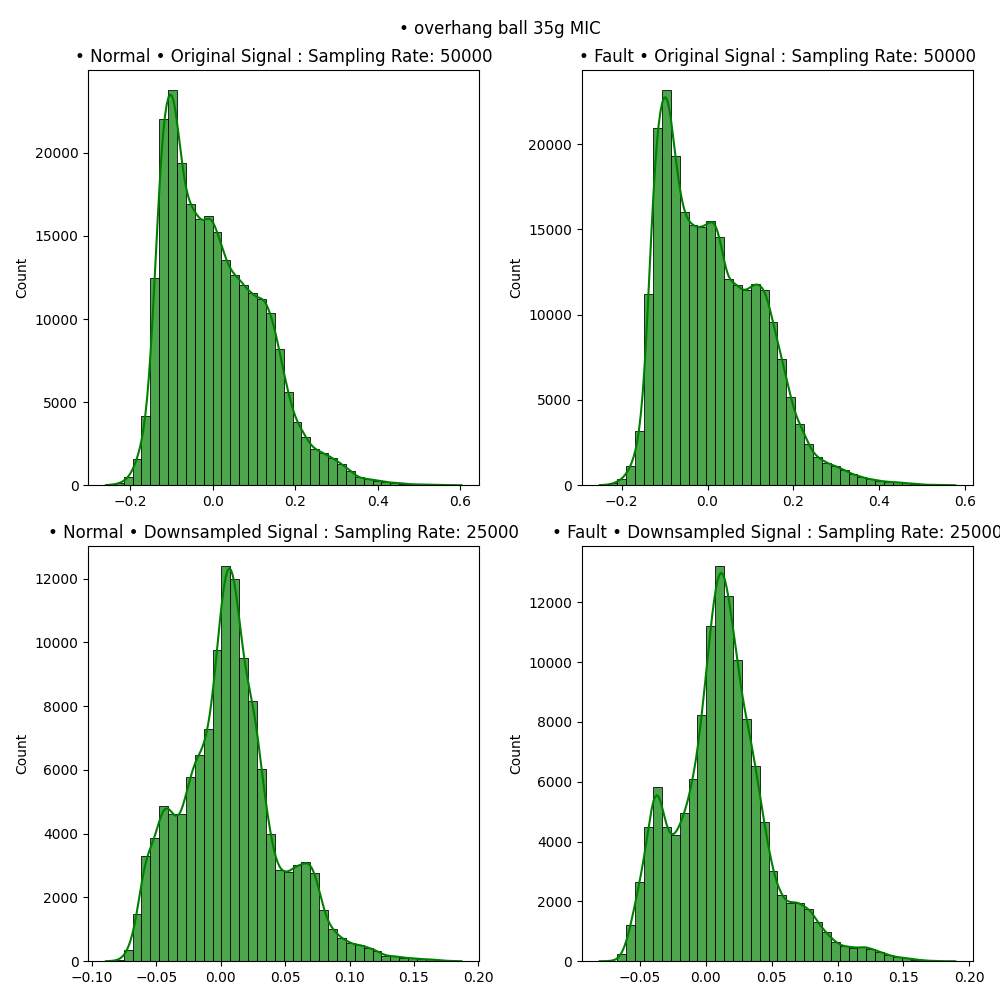 • overhang ball 35g MIC
• Normal • Original Signal : Sampling Rate: 50000
• Fault • Original Signal : Sampling Rate: 50000
Count
20000
15000
10000
5000
0
−0.2 0.0 0.2 0.4 0.6
Count
20000
15000
10000
5000
0
−0.2 0.0 0.2 0.4 0.6
• Normal • Downsampled Signal : Sampling Rate: 25000
• Fault • Downsampled Signal : Sampling Rate: 25000
Count
12000
10000
8000
6000
4000
2000
0
−0.10 −0.05 0.00 0.05 0.10 0.15 0.20
Count
12000
10000
8000
6000
4000
2000
0
−0.05 0.00 0.05 0.10 0.15 0.20